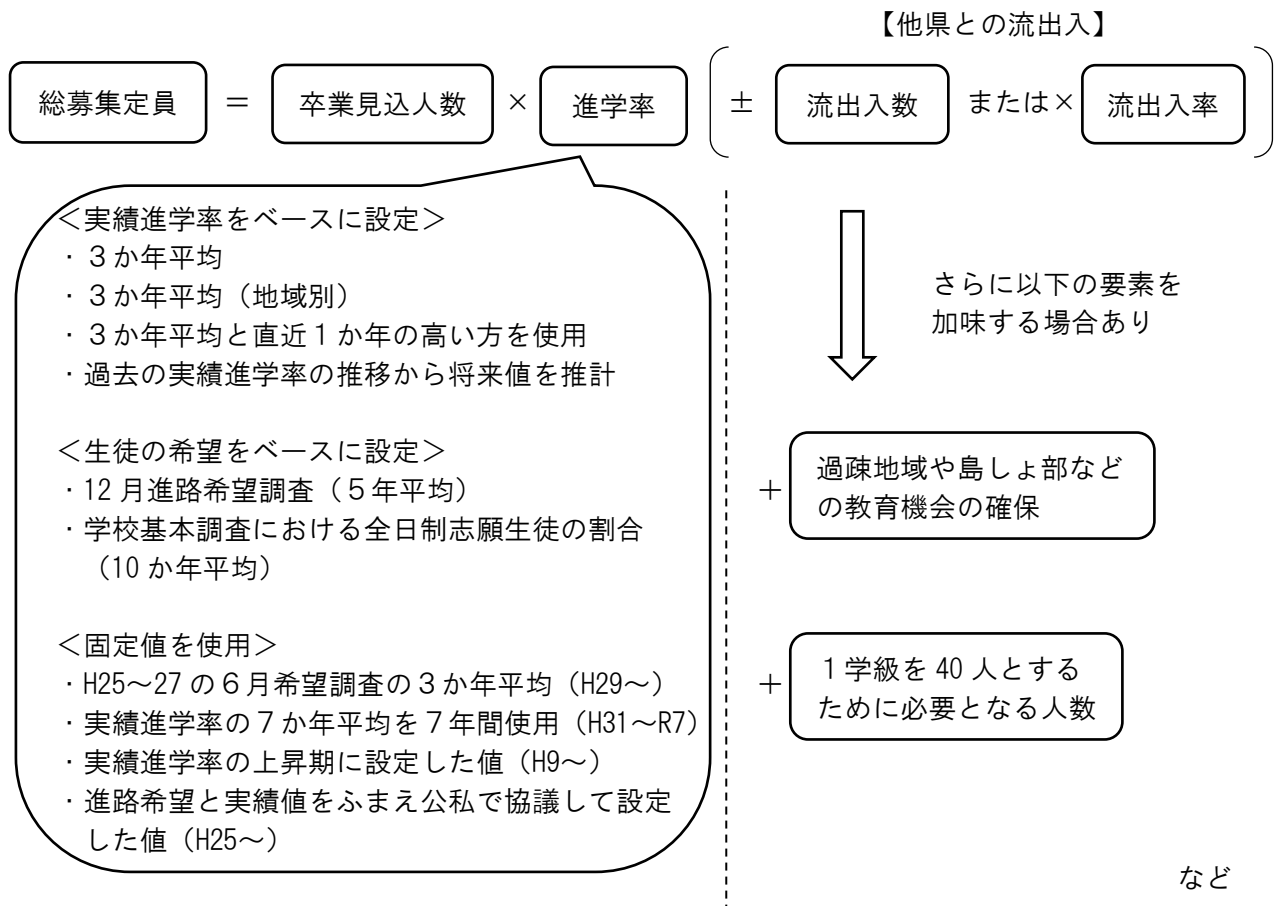 【他県との流出入】
総募集定員 ＝ 卒業見込人数 × 進学率 ± 流出入数 または× 流出入率
＜実績進学率をベースに設定＞
・３か年平均
・３か年平均（地域別）
・３か年平均と直近１か年の高い方を使用
・過去の実績進学率の推移から将来値を推計
＜生徒の希望をベースに設定＞
・12 月進路希望調査（５年平均）
・学校基本調査における全日制志願生徒の割合
（10 か年平均）
＜固定値を使用＞
・H25～27 の６月希望調査の３か年平均（H29～）
・実績進学率の７か年平均を７年間使用（H31～R7）
・実績進学率の上昇期に設定した値（H9～）
・進路希望と実績値をふまえ公私で協議して設定
した値（H25～）
さらに以下の要素を
加味する場合あり
＋ 過疎地域や島しょ部など
の教育機会の確保
＋ １学級を 40 人とする
ために必要となる人数
など